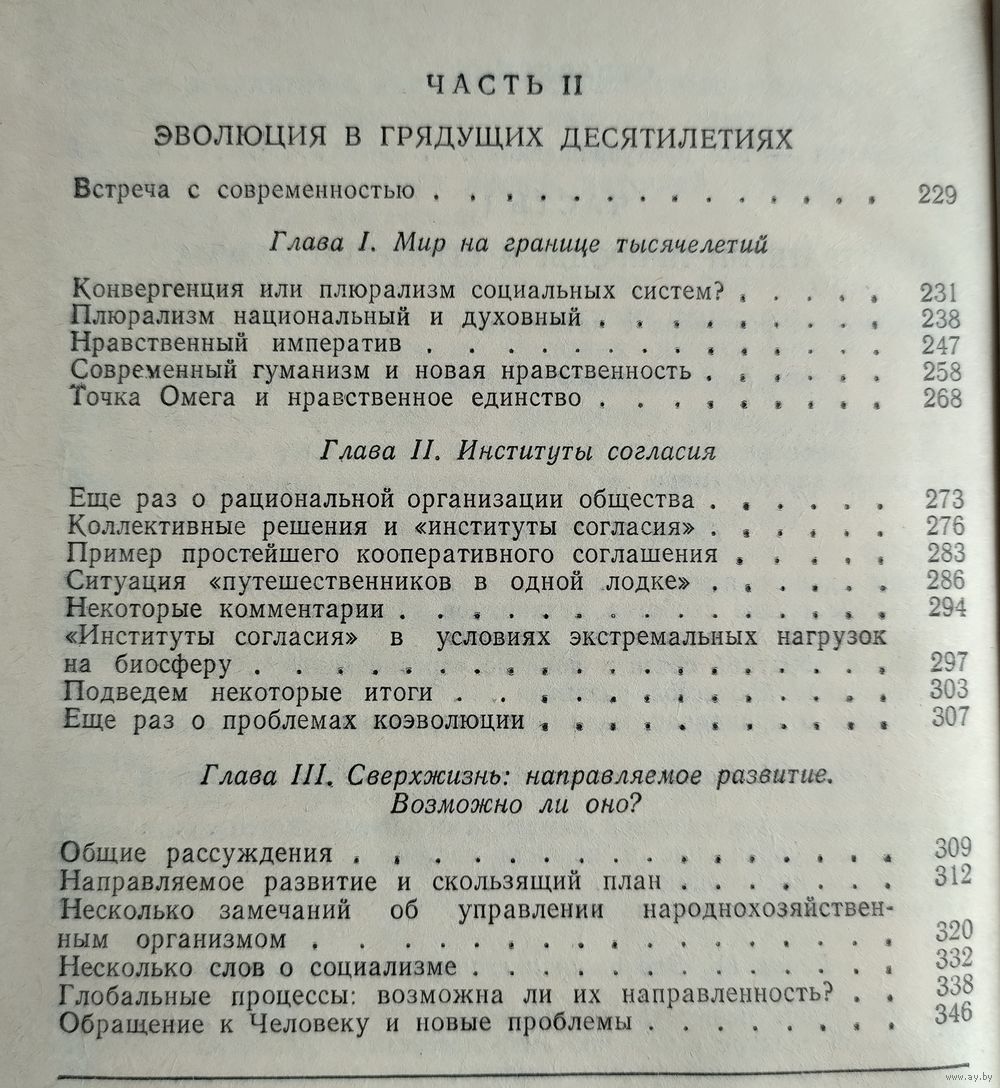 ЧАСТЬ II
ЭВОЛЮЦИЯ В ГРЯДУЩИХ ДЕСЯТИЛЕТИЯХ
Встреча с современностью . . . . . . . . . . . . . . 229
Глава I. Мир на границе тысячелетий
Конвергенция или плюрализм социальных систем? . . . . . . 231
Плюрализм национальный и духовный . . . . . . . . . . . 238
Нравственный императив . . . . . . . . . . . . . . . 247
Современный гуманизм и новая нравственность . . . . . . . 258
Точка Омега и нравственное единство . . . . . . . . . . 268
Глава II. Институты согласия
Еще раз о рациональной организации общества . . . . . . 273
Коллективные решения и «институты согласия» . . . . . . 276
Пример простейшего кооперативного соглашения . . . . . 283
Ситуация «путешественников в одной лодке» . . . . . . 286
Некоторые комментарии . . . . . . . . . . . . . . 294
«Институты согласия» в условиях экстремальных нагрузок
на биосферу . . . . . . . . . . . . . . . . . 297
Подведем некоторые итоги . . . . . . . . . . . . . 303
Еще раз о проблемах коэволюции . . . . . . . . . . . 307
Глава III. Сверхжизнь: направляемое развитие.
Возможно ли оно?
Общие рассуждения . . . . . . . . . . . . . . 309
Направляемое развитие и скользящий план . . . . . . . 312
Несколько замечаний об управлении народнохозяйствен-
ным организмом . . . . . . . . . . . . . . . 320
Несколько слов о социализме . . . . . . . . . . . . 332
Глобальные процессы: возможна ли их направленность? . . 338
Обращение к Человеку и новые проблемы . . . . . . . . 346
www.ay.by